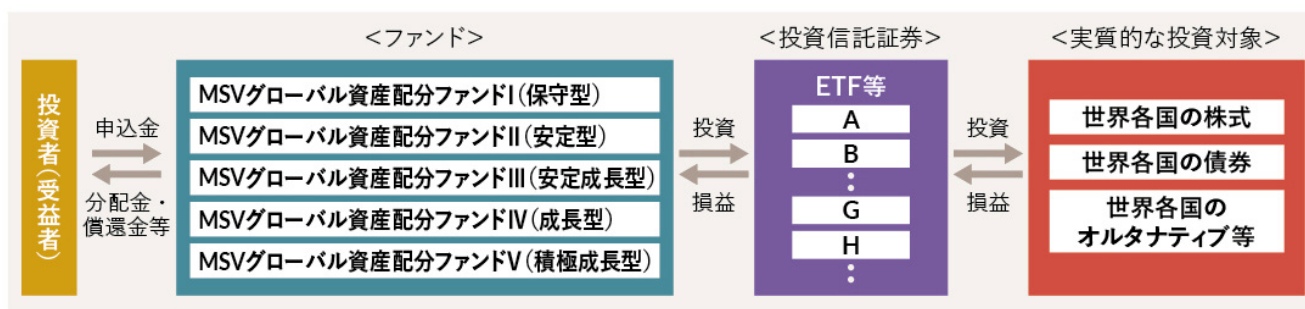 <ファンド>
<投資信託証券>
<実質的な投資対象>
投資者(受益者)
申込金
分配金・
償還金等
MSVグローバル資産配分ファンドⅠ(保守型)
MSVグローバル資産配分ファンドⅡ(安定型)
MSVグローバル資産配分ファンドⅢ(安定成長型)
MSVグローバル資産配分ファンドⅣ(成長型)
MSVグローバル資産配分ファンドⅤ(積極成長型)
投資
損益
ETF等
A
B
⋮
G
H
⋮
投資
損益
世界各国の株式
世界各国の債券
世界各国の
オルタナティブ等